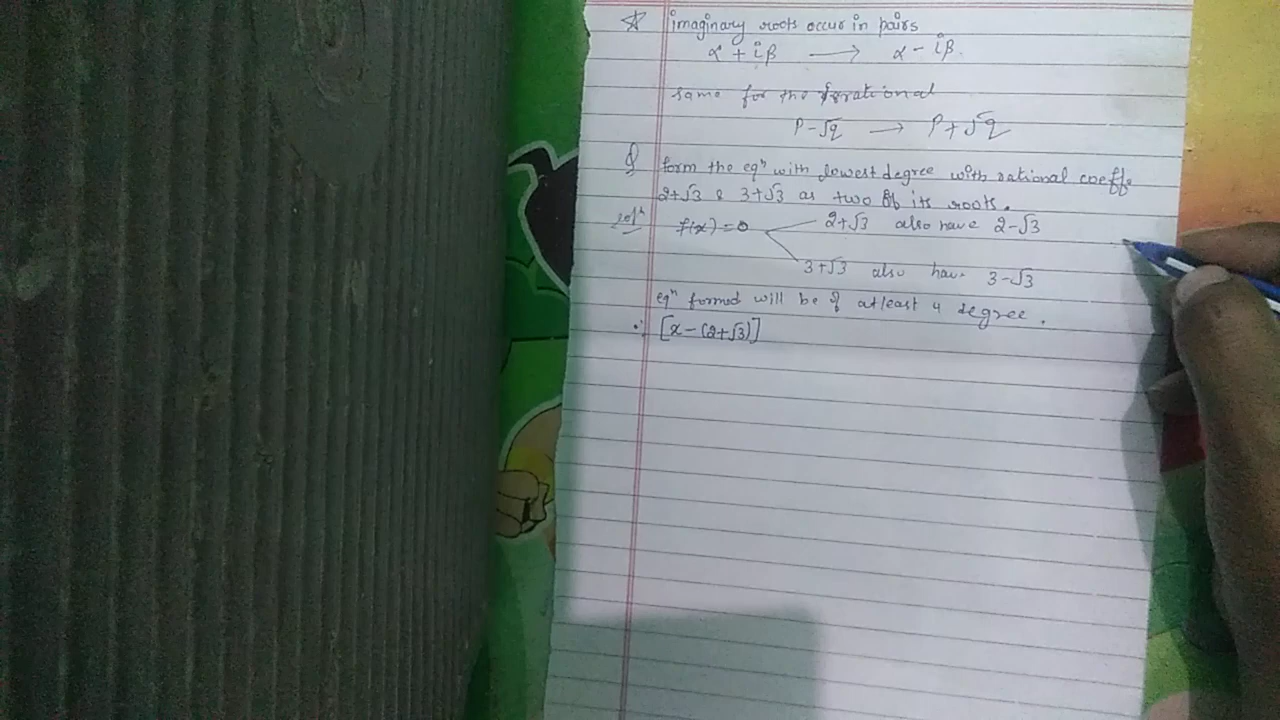 ☆ imaginary roots occur in pairs
α + iβ → α - iβ.
same for the irrational
P-√q → P+√q
Q form the eqⁿ with lowest degree with rational coeffs
2+√3 & 3+√3 as two of its roots.
solⁿ f(x)=0 2+√3 also have 2-√3
3+√3 also have 3-√3
eqⁿ formed will be of atleast 4 degree.
∴ [x-(2+√3)]